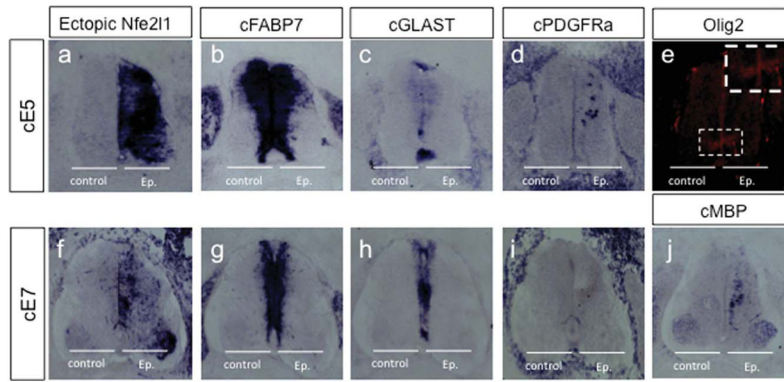 Ectopic Nfe2l1 cFABP7 cGLAST cPDGFRa Olig2
cE5
a b c d e
control Ep. control Ep. control Ep. control Ep. control Ep.
cMBP
cE7
f g h i j
control Ep. control Ep. control Ep. control Ep. control Ep.